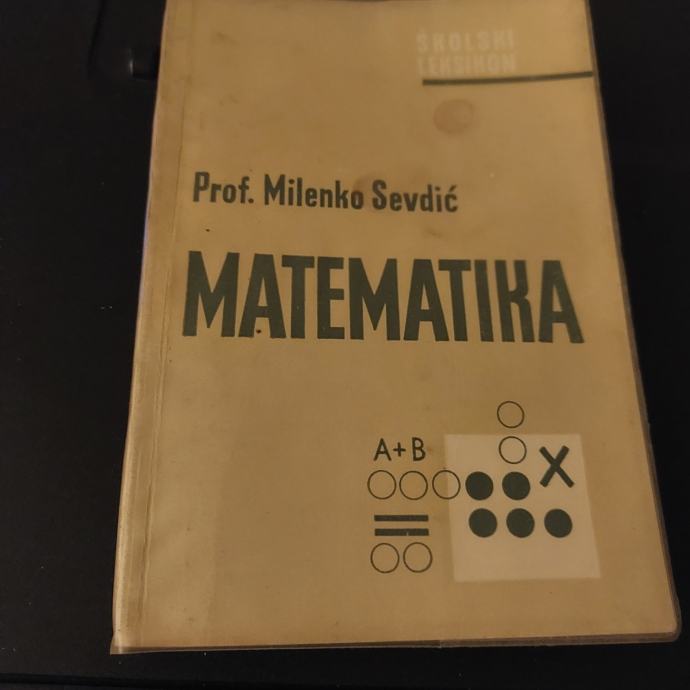 ŠKOLSKI
LEKSIKON
Prof. Milenko Sevdić
MATEMATIKA
A+B
X
=